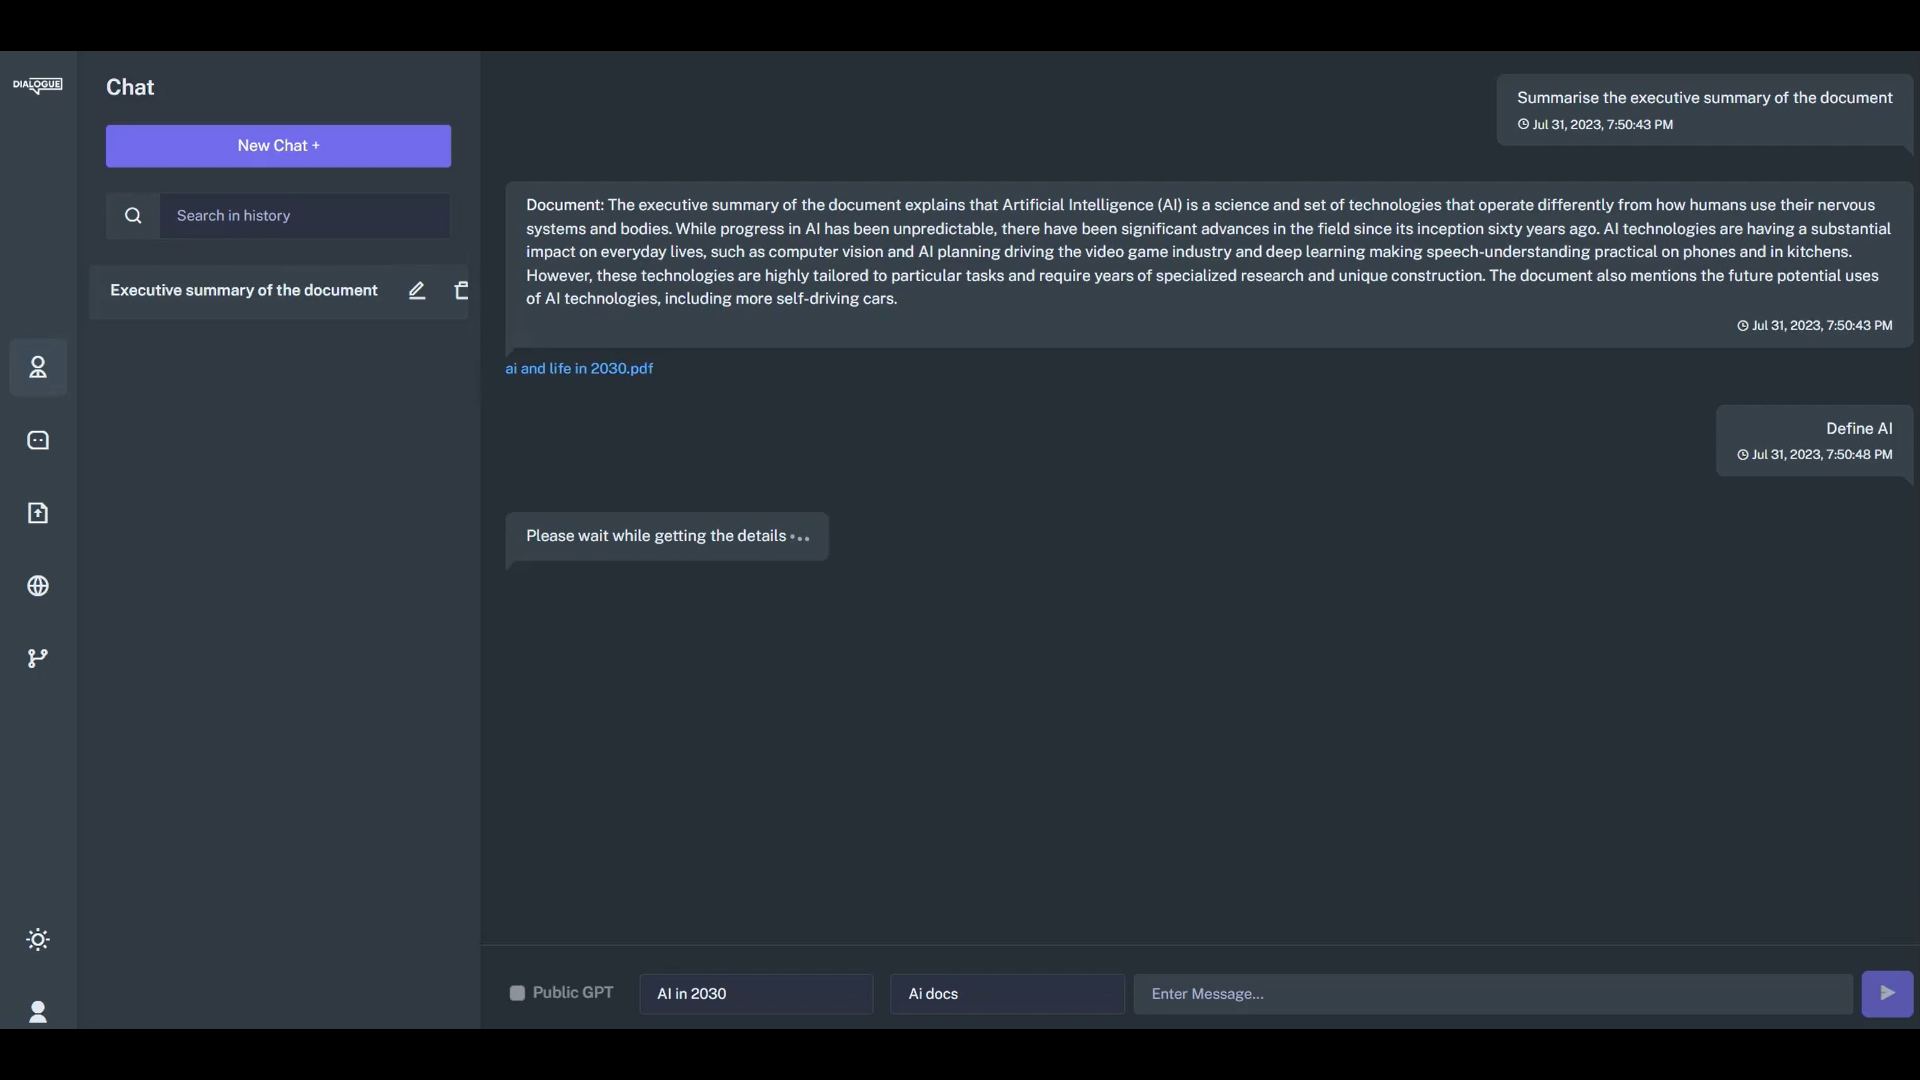 DIALOGUE
Chat
New Chat +
Search in history
Executive summary of the document
Summarise the executive summary of the document
Jul 31, 2023, 7:50:43 PM
Document: The executive summary of the document explains that Artificial Intelligence (AI) is a science and set of technologies that operate differently from how humans use their nervous
systems and bodies. While progress in AI has been unpredictable, there have been significant advances in the field since its inception sixty years ago. AI technologies are having a substantial
impact on everyday lives, such as computer vision and AI planning driving the video game industry and deep learning making speech-understanding practical on phones and in kitchens.
However, these technologies are highly tailored to particular tasks and require years of specialized research and unique construction. The document also mentions the future potential uses
of AI technologies, including more self-driving cars.
Jul 31, 2023, 7:50:43 PM
ai and life in 2030.pdf
Define AI
Jul 31, 2023, 7:50:48 PM
Please wait while getting the details
Public GPT
AI in 2030
Ai docs
Enter Message...